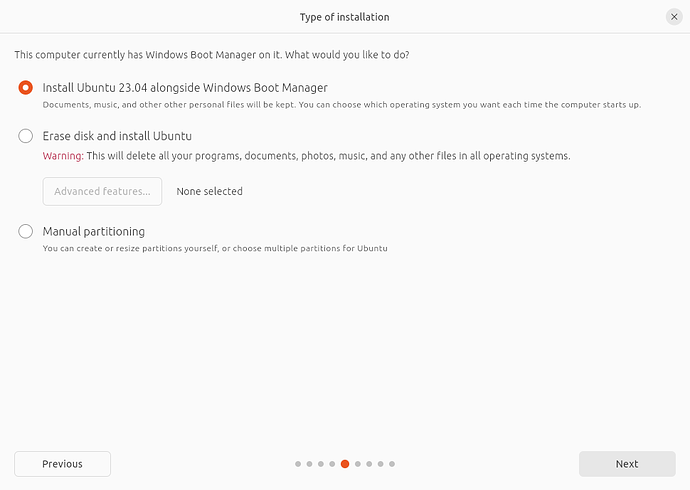 Type of installation
This computer currently has Windows Boot Manager on it. What would you like to do?
Install Ubuntu 23.04 alongside Windows Boot Manager
Documents, music, and other other personal files will be kept. You can choose which operating system you want each time the computer starts up.
Erase disk and install Ubuntu
Warning: This will delete all your programs, documents, photos, music, and any other files in all operating systems.
Advanced features... None selected
Manual partitioning
You can create or resize partitions yourself, or choose multiple partitions for Ubuntu
Previous Next